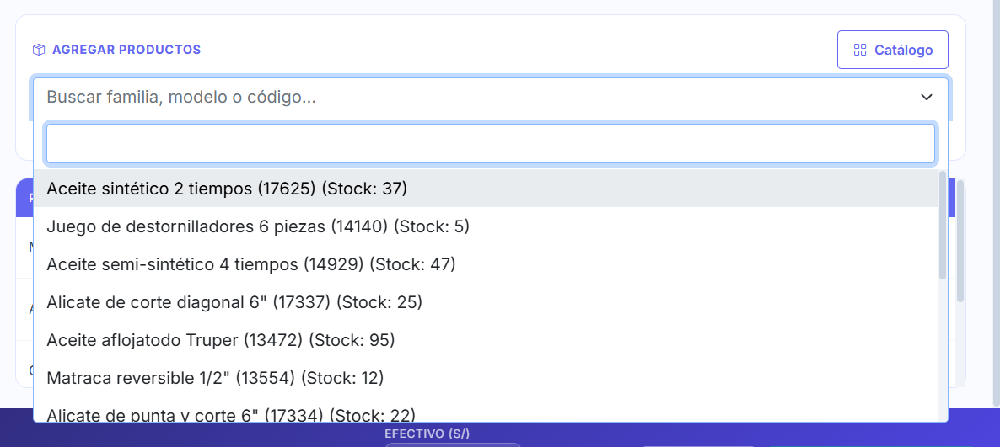 AGREGAR PRODUCTOS
Catálogo
Buscar familia, modelo o código...
Aceite sintético 2 tiempos (17625) (Stock: 37)
Juego de destornilladores 6 piezas (14140) (Stock: 5)
Aceite semi-sintético 4 tiempos (14929) (Stock: 47)
Alicate de corte diagonal 6" (17337) (Stock: 25)
Aceite aflojatodo Truper (13472) (Stock: 95)
Matraca reversible 1/2" (13554) (Stock: 12)
Alicate de punta y corte 6" (17334) (Stock: 22)
EFECTIVO (S/)